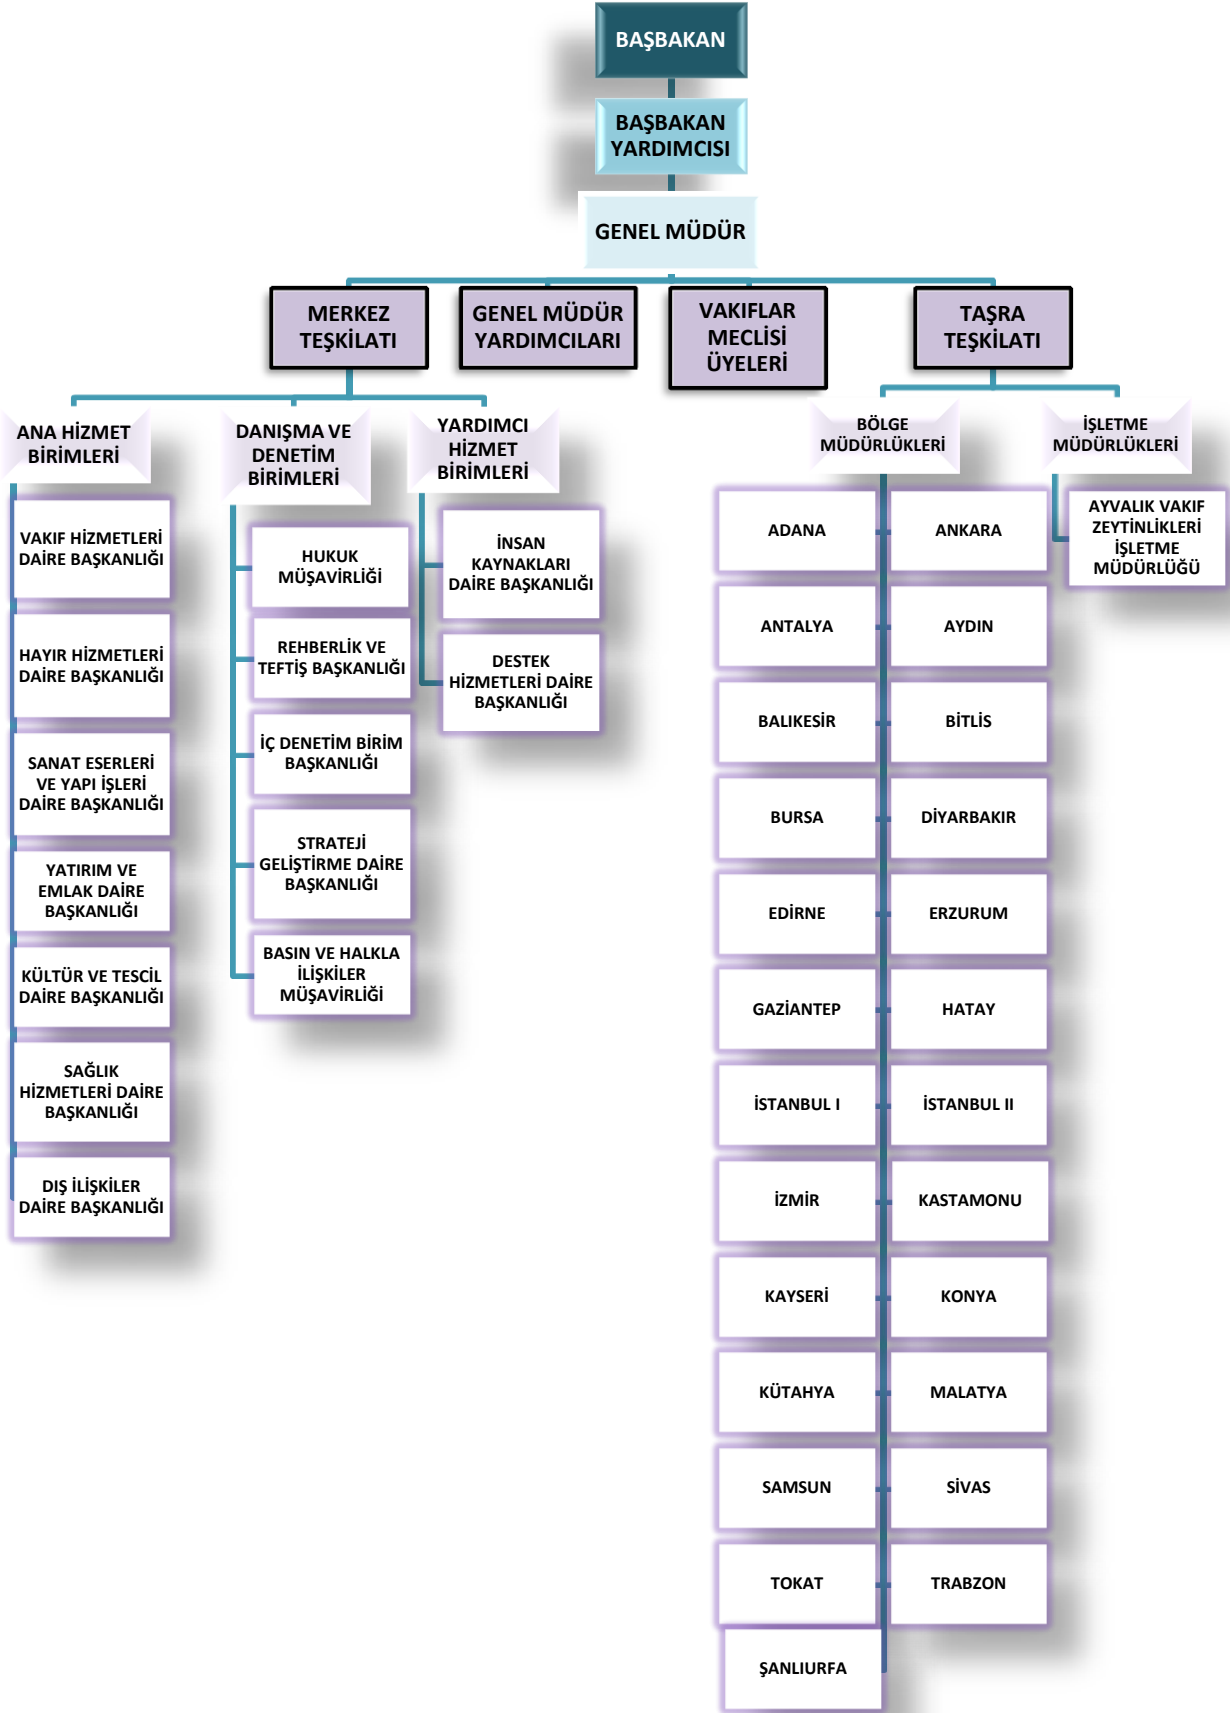 BAŞBAKAN
BAŞBAKAN
YARDIMCISI
GENEL MÜDÜR
MERKEZ
TEŞKİLATI
GENEL MÜDÜR
YARDIMCILARI
VAKIFLAR
MECLİSİ
ÜYELERİ
TAŞRA
TEŞKİLATI
ANA HİZMET
BİRİMLERİ
VAKIF HİZMETLERİ
DAİRE BAŞKANLIĞI
HAYIR HİZMETLERİ
DAİRE BAŞKANLIĞI
SANAT ESERLERİ
VE YAPI İŞLERİ
DAİRE BAŞKANLIĞI
YATIRIM VE
EMLAK DAİRE
BAŞKANLIĞI
KÜLTÜR VE TESCİL
DAİRE BAŞKANLIĞI
SAĞLIK
HİZMETLERİ DAİRE
BAŞKANLIĞI
DIŞ İLİŞKİLER
DAİRE BAŞKANLIĞI
DANIŞMA VE
DENETİM
BİRİMLERİ
HUKUK
MÜŞAVİRLİĞİ
REHBERLİK VE
TEFTİŞ BAŞKANLIĞI
İÇ DENETİM BİRİM
BAŞKANLIĞI
STRATEJİ
GELİŞTİRME DAİRE
BAŞKANLIĞI
BASIN VE HALKLA
İLİŞKİLER
MÜŞAVİRLİĞİ
YARDIMCI
HİZMET
BİRİMLERİ
İNSAN
KAYNAKLARI
DAİRE BAŞKANLIĞI
DESTEK
HİZMETLERİ DAİRE
BAŞKANLIĞI
BÖLGE
MÜDÜRLÜKLERİ
ADANA
ANKARA
ANTALYA
AYDIN
BALIKESİR
BİTLİS
BURSA
DİYARBAKIR
EDİRNE
ERZURUM
GAZİANTEP
HATAY
İSTANBUL I
İSTANBUL II
İZMİR
KASTAMONU
KAYSERİ
KONYA
KÜTAHYA
MALATYA
SAMSUN
SİVAS
TOKAT
TRABZON
ŞANLIURFA
İŞLETME
MÜDÜRLÜKLERİ
AYVALIK VAKIF
ZEYTİNLİKLERİ
İŞLETME
MÜDÜRLÜĞÜ